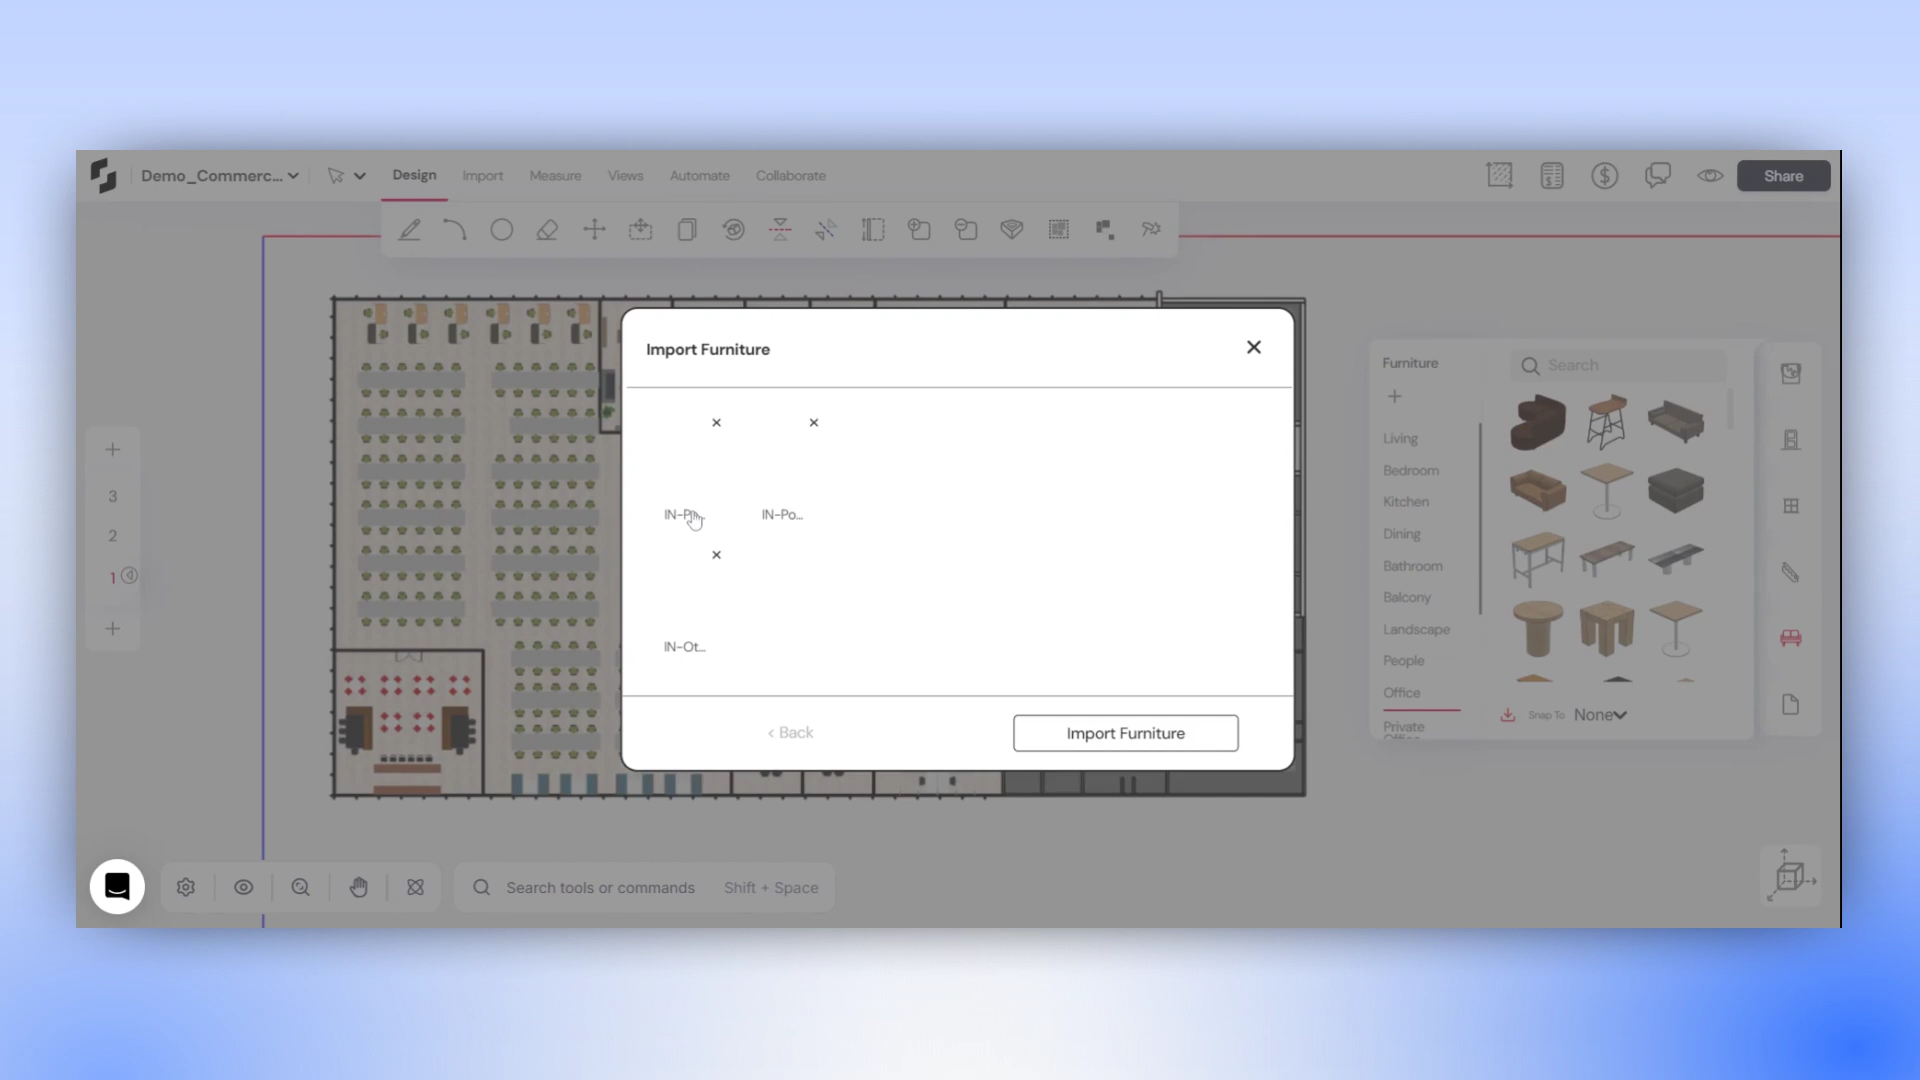 Demo_Commerc...
Design
Import
Measure
Views
Automate
Collaborate
Share
Import Furniture
IN-Po...
IN-Ot...
< Back
Import Furniture
3
2
1
Furniture
Search
Living
Bedroom
Kitchen
Dining
Bathroom
Balcony
Landscape
People
Office
Private
Snap To None
Search tools or commands Shift + Space